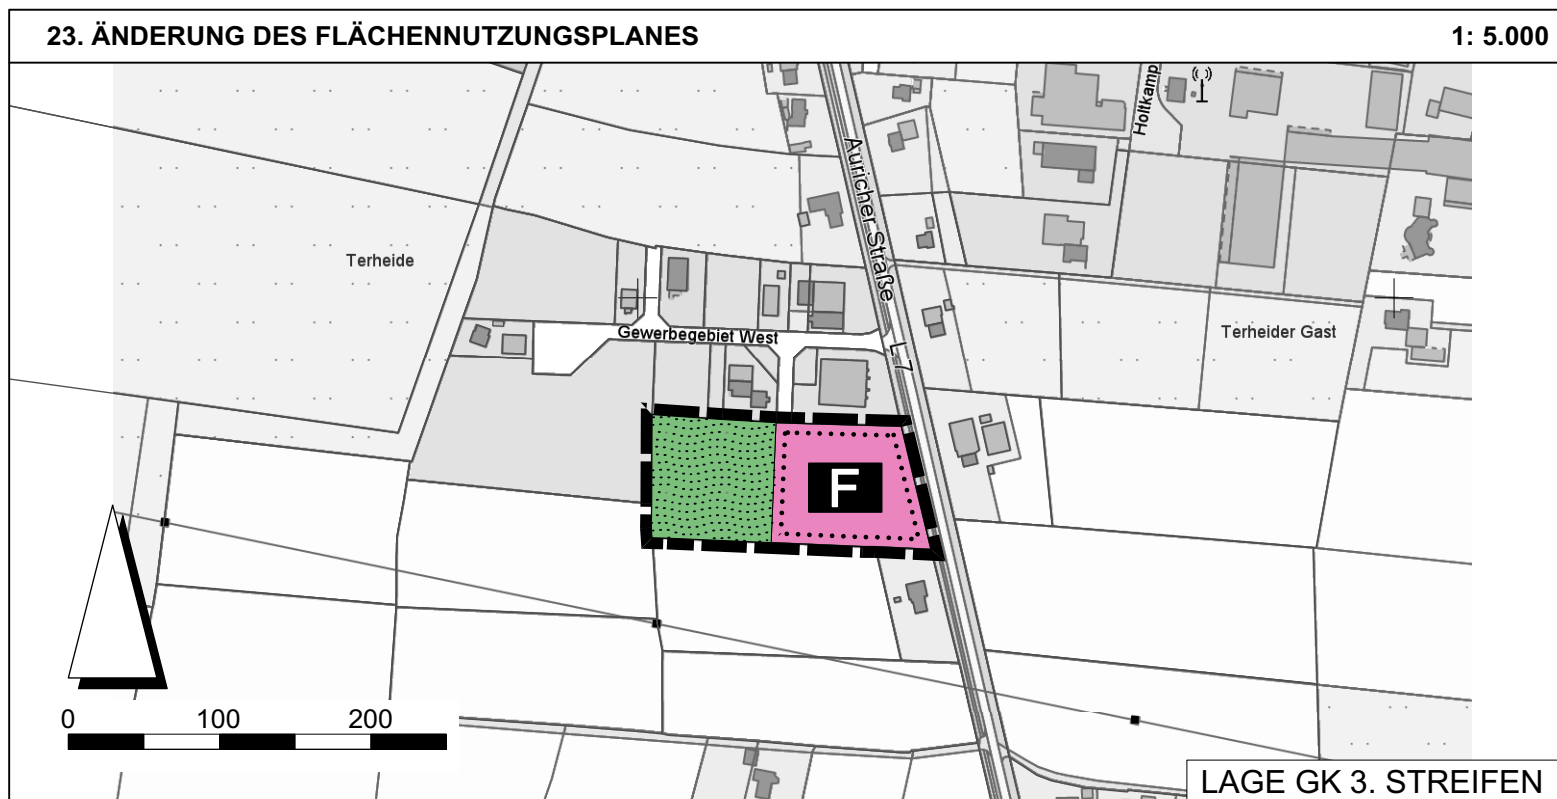 23. ÄNDERUNG DES FLÄCHENNUTZUNGSPLANES
1: 5.000
Holtkamp
Auricher Straße
Terheide
Gewerbegebiet West
Terheider Gast
L 7
F
0 100 200
LAGE GK 3. STREIFEN